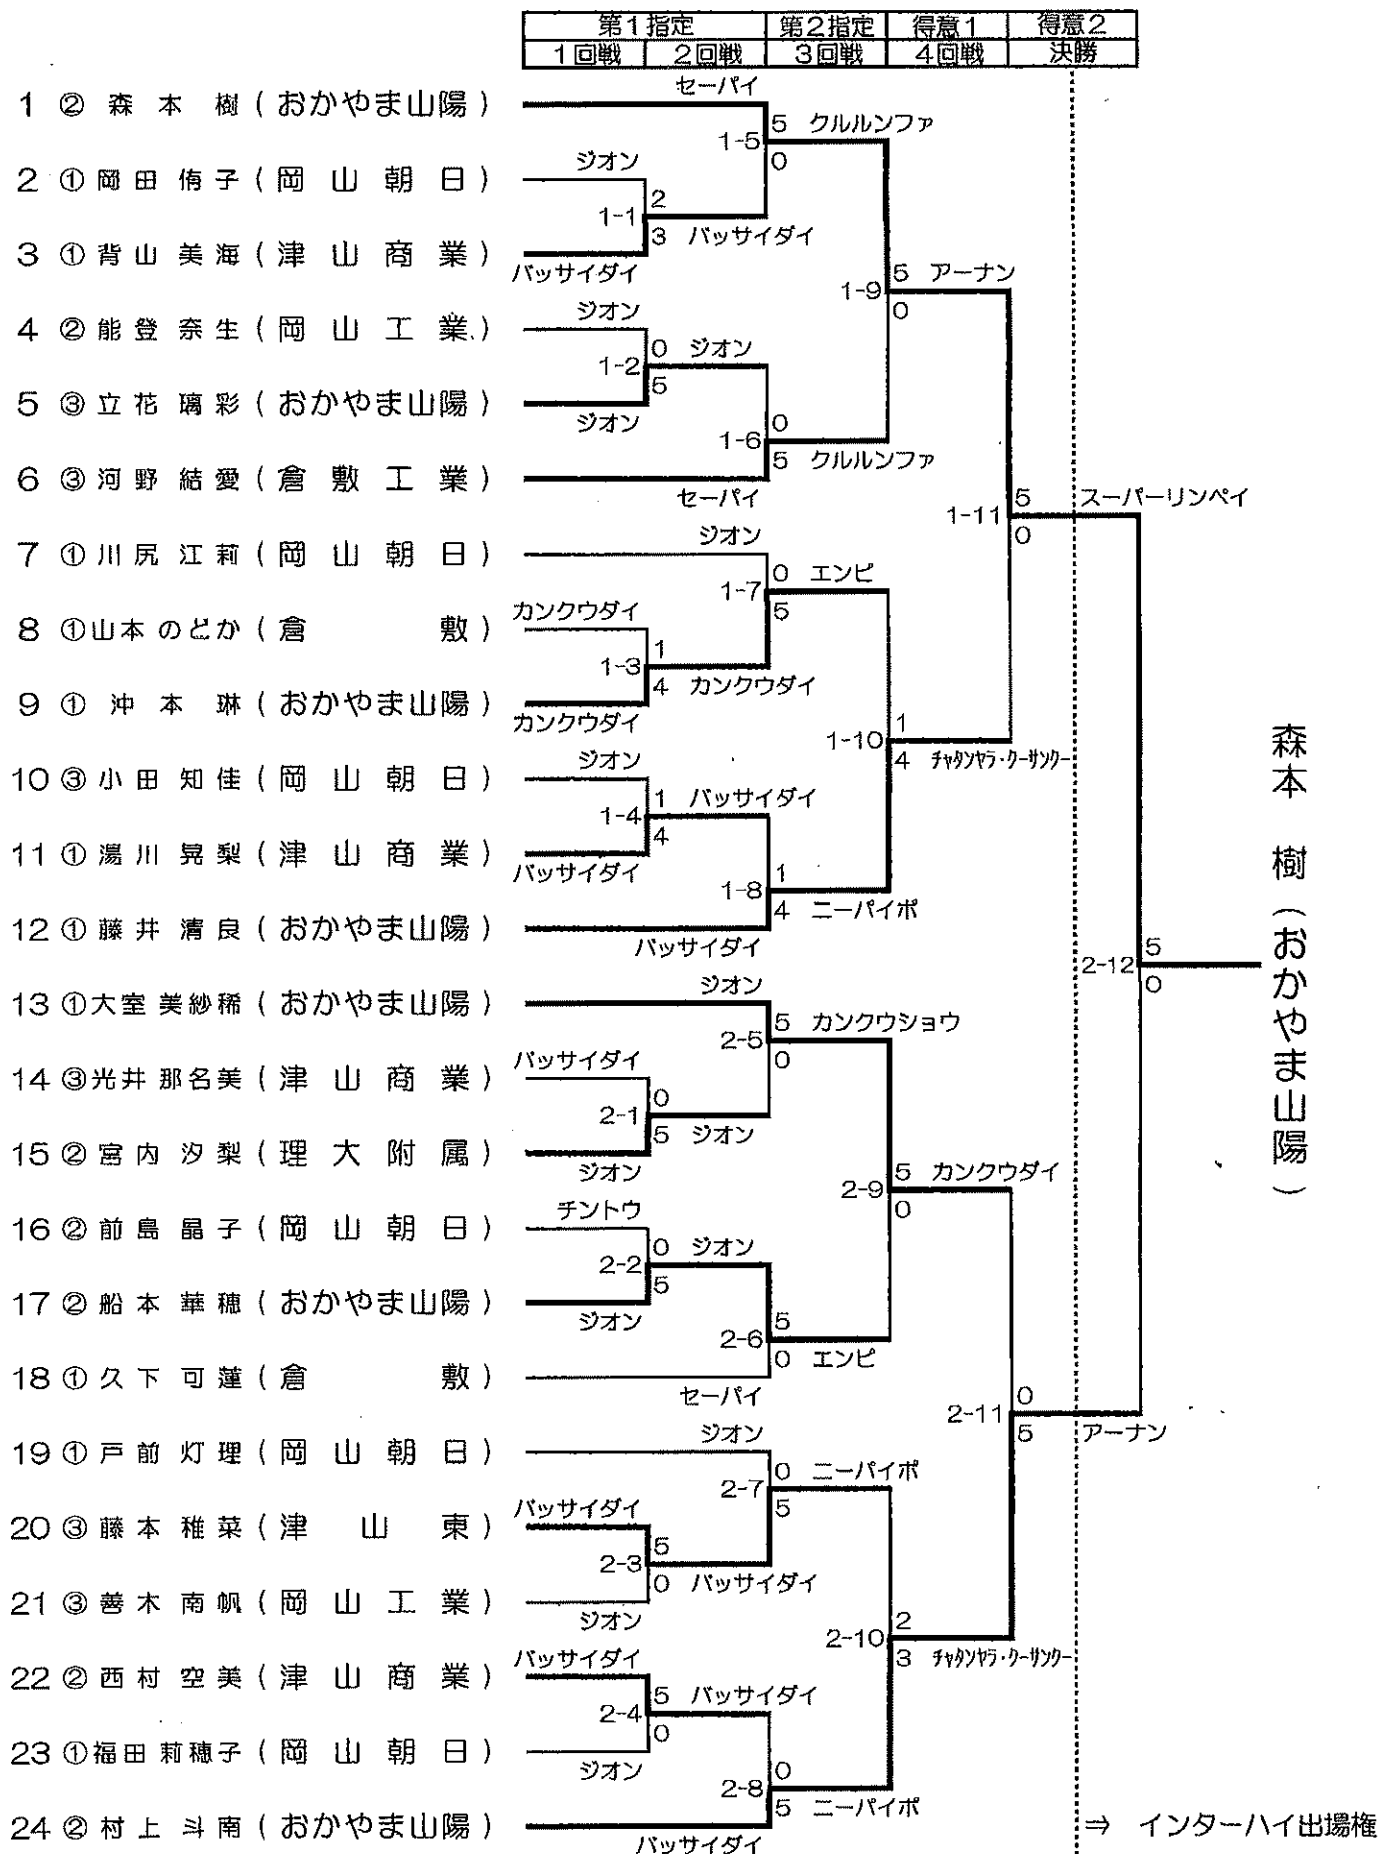 第1指定 第2指定 得意1 得意2
1回戦 2回戦 3回戦 4回戦 決勝
セーパイ
1 ② 森本 樹 (おかやま山陽)
5 クルルンファ
1-5
0
ジオン
2 ① 岡田 侑子 (岡山朝日)
2
1-1
3 バッサイダイ
3 ① 背山 美海 (津山商業)
バッサイダイ
5 アーナン
1-9
0
ジオン
4 ② 能登 奈生 (岡山工業)
0 ジオン
1-2
5
5 ③ 立花 璃彩 (おかやま山陽)
ジオン
0
1-6
5 クルルンファ
6 ③ 河野 結愛 (倉敷工業)
セーパイ
5 スーパーリンペイ
1-11
0
ジオン
7 ① 川尻 江莉 (岡山朝日)
0 エンピ
1-7
5
カンクウダイ
8 ① 山本 のどか (倉敷)
1
1-3
4 カンクウダイ
9 ① 沖本 琳 (おかやま山陽)
カンクウダイ
1
1-10
4 チャタンヤラ・クーサンクー
ジオン
10 ③ 小田 知佳 (岡山朝日)
1 バッサイダイ
1-4
4
11 ① 湯川 晃梨 (津山商業)
バッサイダイ
1
1-8
4 ニーパイポ
12 ① 藤井 清良 (おかやま山陽)
バッサイダイ
5
2-12
0
森本 樹 (おかやま山陽)
ジオン
13 ① 大室 美紗稀 (おかやま山陽)
5 カンクウショウ
2-5
0
バッサイダイ
14 ③ 光井 那名美 (津山商業)
0
2-1
5 ジオン
15 ② 宮内 汐梨 (理大附属)
ジオン
5 カンクウダイ
2-9
0
チントウ
16 ② 前島 晶子 (岡山朝日)
0 ジオン
2-2
5
17 ② 船本 華穂 (おかやま山陽)
ジオン
5
2-6
0 エンピ
18 ① 久下 可蓮 (倉敷)
セーパイ
0
2-11
5 アーナン
ジオン
19 ① 戸前 灯理 (岡山朝日)
0 ニーパイポ
2-7
5
バッサイダイ
20 ③ 藤本 稚菜 (津山東)
5
2-3
0 バッサイダイ
21 ③ 善木 南帆 (岡山工業)
ジオン
2
2-10
3 チャタンヤラ・クーサンクー
バッサイダイ
22 ② 西村 空美 (津山商業)
5 バッサイダイ
2-4
0
23 ① 福田 莉穂子 (岡山朝日)
ジオン
0
2-8
5 ニーパイポ
24 ② 村上 斗南 (おかやま山陽)
バッサイダイ
⇒ インターハイ出場権